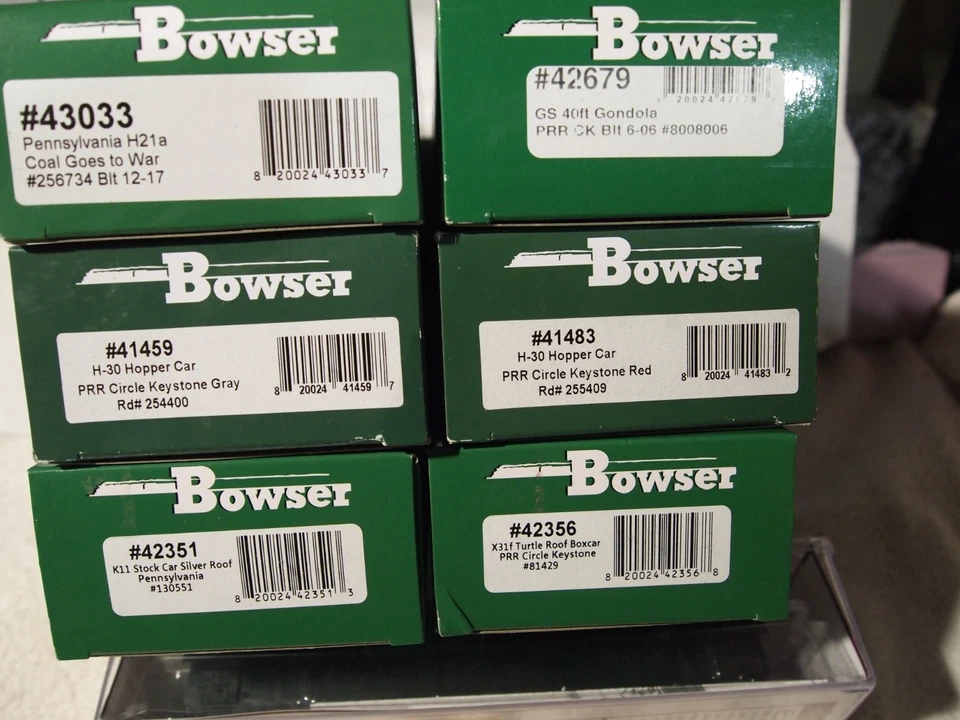 Bowser
#43033
Pennsylvania H21a
Coal Goes to War
#256734 Blt 12-17
8 20024 43033 7
Bowser
#42679
20024 42679
GS 40ft Gondola
PRR CK Blt 6-06 #8008006
Bowser
#41459
H-30 Hopper Car
PRR Circle Keystone Gray
Rd# 254400
8 20024 41459 7
Bowser
#41483
H-30 Hopper Car
PRR Circle Keystone Red
Rd# 255409
8 20024 41483 2
Bowser
#42351
K11 Stock Car Silver Roof
Pennsylvania
#130551
8 20024 42351 3
Bowser
#42356
X31f Turtle Roof Boxcar
PRR Circle Keystone
#81429
8 20024 42356 8